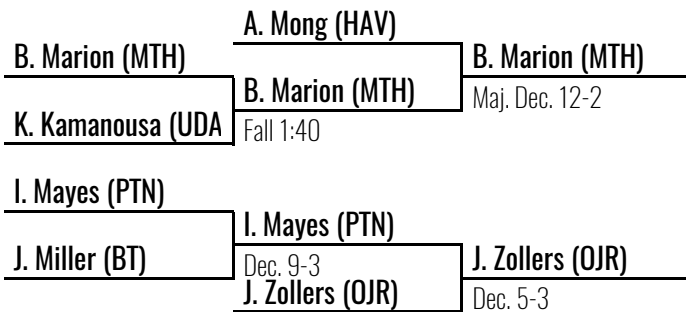 A. Mong (HAV)
B. Marion (MTH)
B. Marion (MTH)
B. Marion (MTH)
Maj. Dec. 12-2
K. Kamanousa (UDA
Fall 1:40
I. Mayes (PTN)
I. Mayes (PTN)
J. Miller (BT)
Dec. 9-3
J. Zollers (OJR)
J. Zollers (OJR)
Dec. 5-3